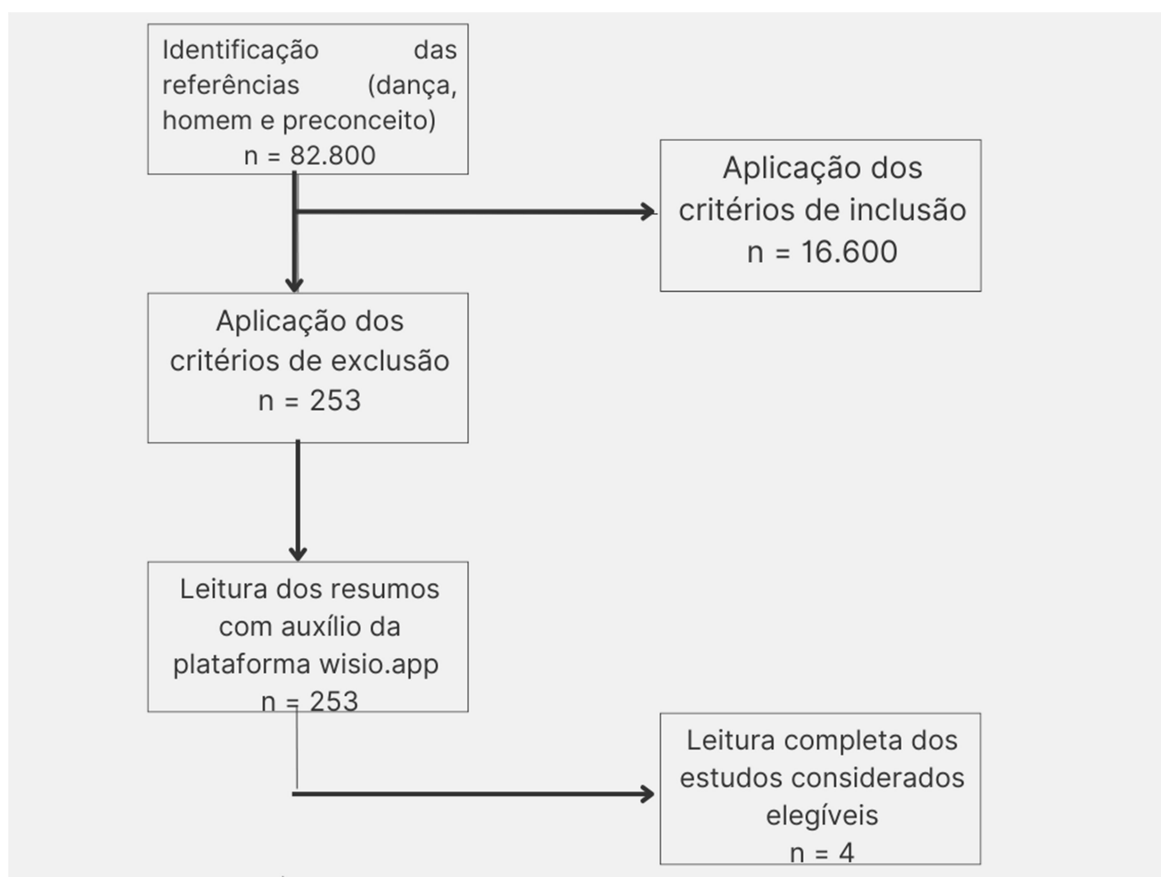 Identificação das
referências (dança,
homem e preconceito)
n = 82.800
Aplicação dos
critérios de inclusão
n = 16.600
Aplicação dos
critérios de exclusão
n = 253
Leitura dos resumos
com auxílio da
plataforma wisio.app
n = 253
Leitura completa dos
estudos considerados
elegíveis
n = 4